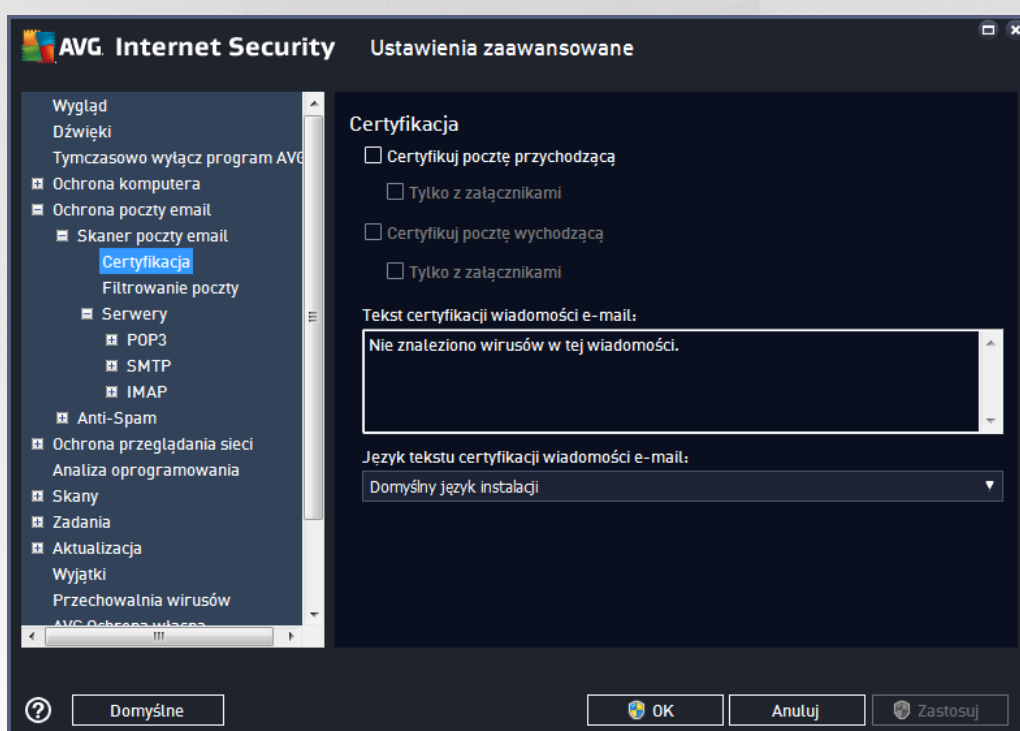 AVG. Internet Security
Ustawienia zaawansowane
Wygląd
Dźwięki
Tymczasowo wyłącz program AVG
Ochrona komputera
Ochrona poczty email
Skaner poczty email
Certyfikacja
Filtrowanie poczty
Serwery
POP3
SMTP
IMAP
Anti-Spam
Ochrona przeglądania sieci
Analiza oprogramowania
Skany
Zadania
Aktualizacja
Wyjątki
Przechowalnia wirusów
AVG Ochrona własna
Certyfikacja
Certyfikuj pocztę przychodzącą
Tylko z załącznikami
Certyfikuj pocztę wychodzącą
Tylko z załącznikami
Tekst certyfikacji wiadomości e-mail:
Nie znaleziono wirusów w tej wiadomości.
Język tekstu certyfikacji wiadomości e-mail:
Domyślny język instalacji
Domyślne
OK
Anuluj
Zastosuj